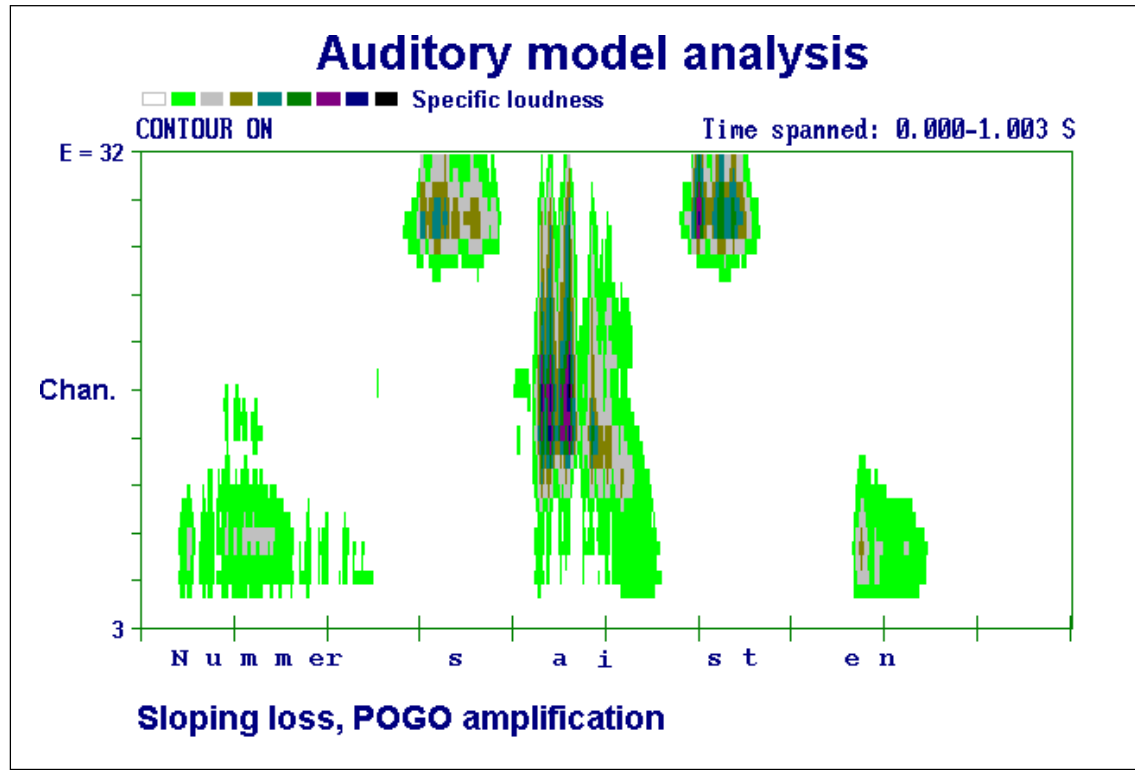 Auditory model analysis
Specific loudness
CONTOUR ON
Time spanned: 0.000-1.003 S
E = 32
Chan.
3
N u m m er s a i s t e n
Sloping loss, POGO amplification